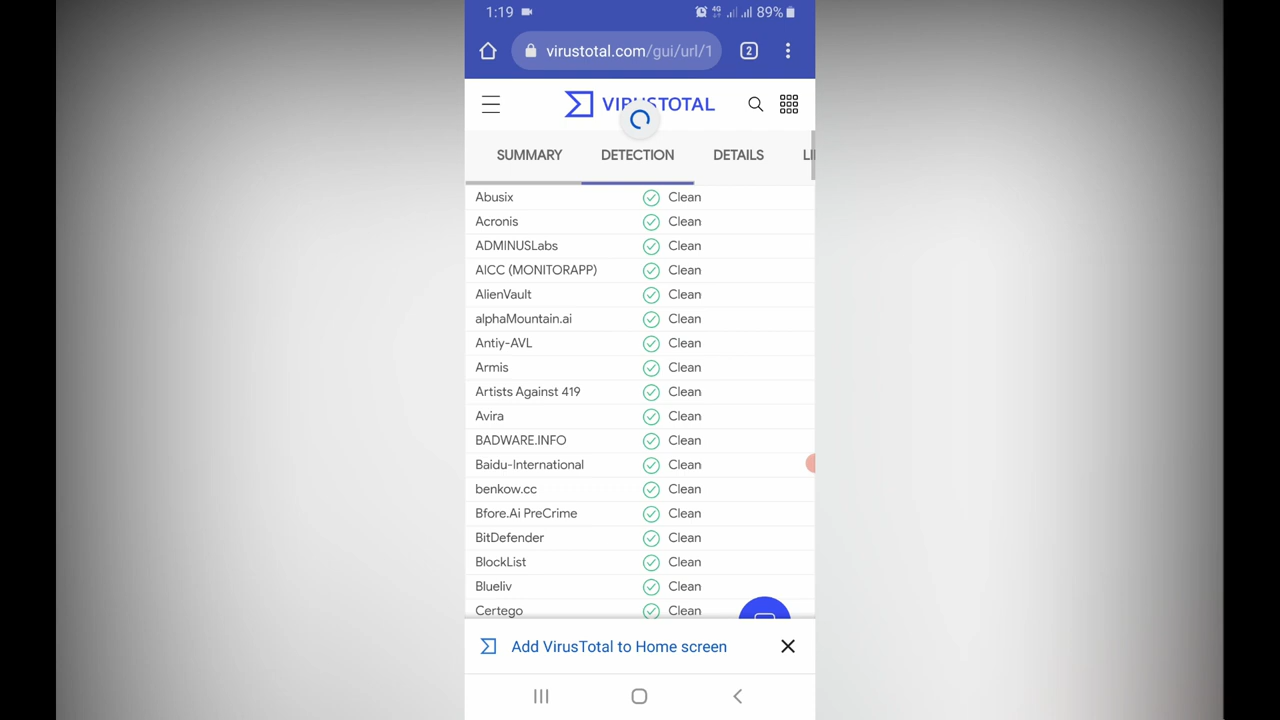 1:19 4G 89%
virustotal.com/gui/url/1 2
VIRUSTOTAL
SUMMARY DETECTION DETAILS LI
Abusix Clean
Acronis Clean
ADMINUSLabs Clean
AICC (MONITORAPP) Clean
AlienVault Clean
alphaMountain.ai Clean
Antiy-AVL Clean
Armis Clean
Artists Against 419 Clean
Avira Clean
BADWARE.INFO Clean
Baidu-International Clean
benkow.cc Clean
Bfore.Ai PreCrime Clean
BitDefender Clean
BlockList Clean
Blueliv Clean
Certego Clean
Add VirusTotal to Home screen